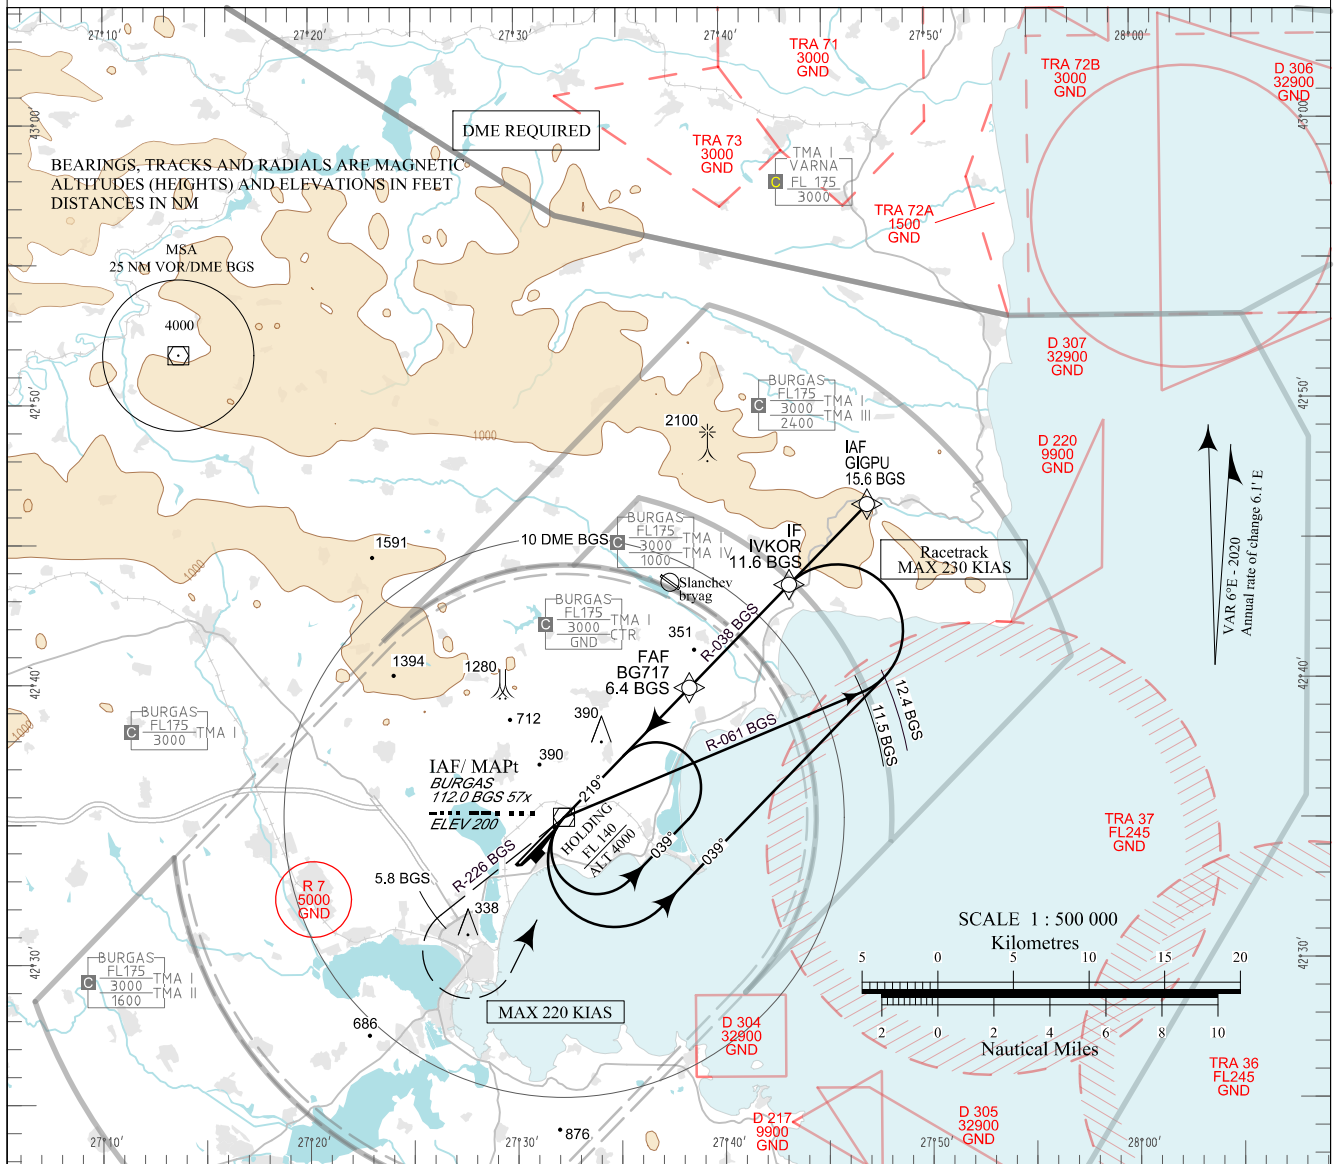 27°10'
27°20'
27°30'
27°40'
27°50'
28°00'
TRA 71
3000
GND
TRA 72B
3000
GND
D 306
32900
GND
43°00'
43°00'
DME REQUIRED
TRA 73
3000
GND
TMA I
VARNA
C
FL 175
3000
BEARINGS, TRACKS AND RADIALS ARE MAGNETIC
ALTITUDES (HEIGHTS) AND ELEVATIONS IN FEET
DISTANCES IN NM
TRA 72A
1500
GND
MSA
25 NM VOR/DME BGS
4000
D 307
32900
GND
42°50'
42°50'
BURGAS
FL175
C
3000
2400
TMA I
TMA III
2100
1000
D 220
9900
GND
IAF
GIGPU
15.6 BGS
VAR 6°E - 2020
Annual rate of change 6.1' E
BURGAS
FL175
C
3000
1000
TMA I
TMA IV
IF
IVKOR
11.6 BGS
Racetrack
MAX 230 KIAS
10 DME BGS
1591
1000
Slanchev
bryag
BURGAS
FL175
C
3000
GND
TMA I
CTR
351
R-038 BGS
FAF
BG717
6.4 BGS
1394
1280
712
390
390
42°40'
42°40'
12.4 BGS
11.5 BGS
R-061 BGS
BURGAS
FL175
C
3000
TMA I
1000
IAF/ MAPt
BURGAS
112.0 BGS 57x
ELEV 200
219°
HOLDING
FL 140
ALT 4000
039°
039°
TRA 37
FL245
GND
R-226 BGS
5.8 BGS
R 7
5000
GND
338
SCALE 1 : 500 000
Kilometres
5
0
5
10
15
20
2
0
2
4
6
8
10
Nautical Miles
42°30'
42°30'
BURGAS
FL175
C
3000
1600
TMA I
TMA II
MAX 220 KIAS
686
D 304
32900
GND
TRA 36
FL245
GND
876
D 217
9900
GND
D 305
32900
GND
27°10'
27°20'
27°30'
27°40'
27°50'
28°00'